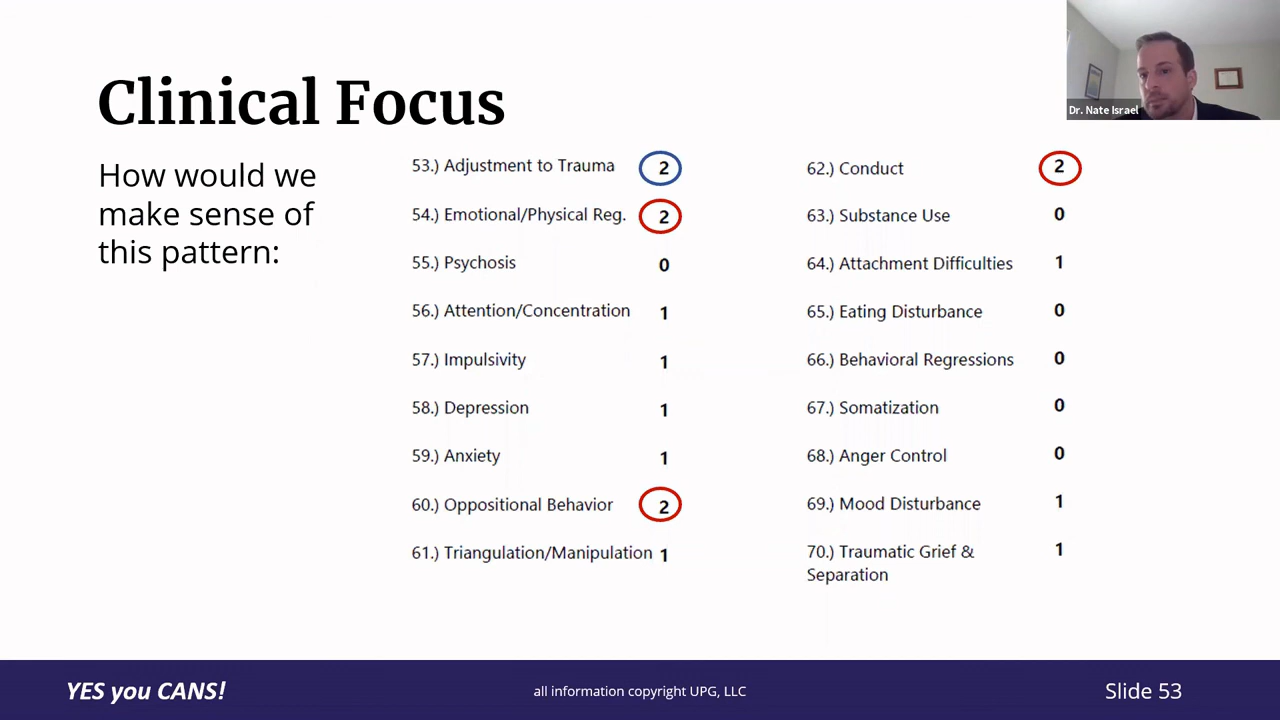 Clinical Focus
How would we
make sense of
this pattern:
53.) Adjustment to Trauma 2
54.) Emotional/Physical Reg. 2
55.) Psychosis 0
56.) Attention/Concentration 1
57.) Impulsivity 1
58.) Depression 1
59.) Anxiety 1
60.) Oppositional Behavior 2
61.) Triangulation/Manipulation 1
62.) Conduct 2
63.) Substance Use 0
64.) Attachment Difficulties 1
65.) Eating Disturbance 0
66.) Behavioral Regressions 0
67.) Somatization 0
68.) Anger Control 0
69.) Mood Disturbance 1
70.) Traumatic Grief & 1
Separation
Dr. Nate Israel
YES you CANS!
all information copyright UPG, LLC
Slide 53